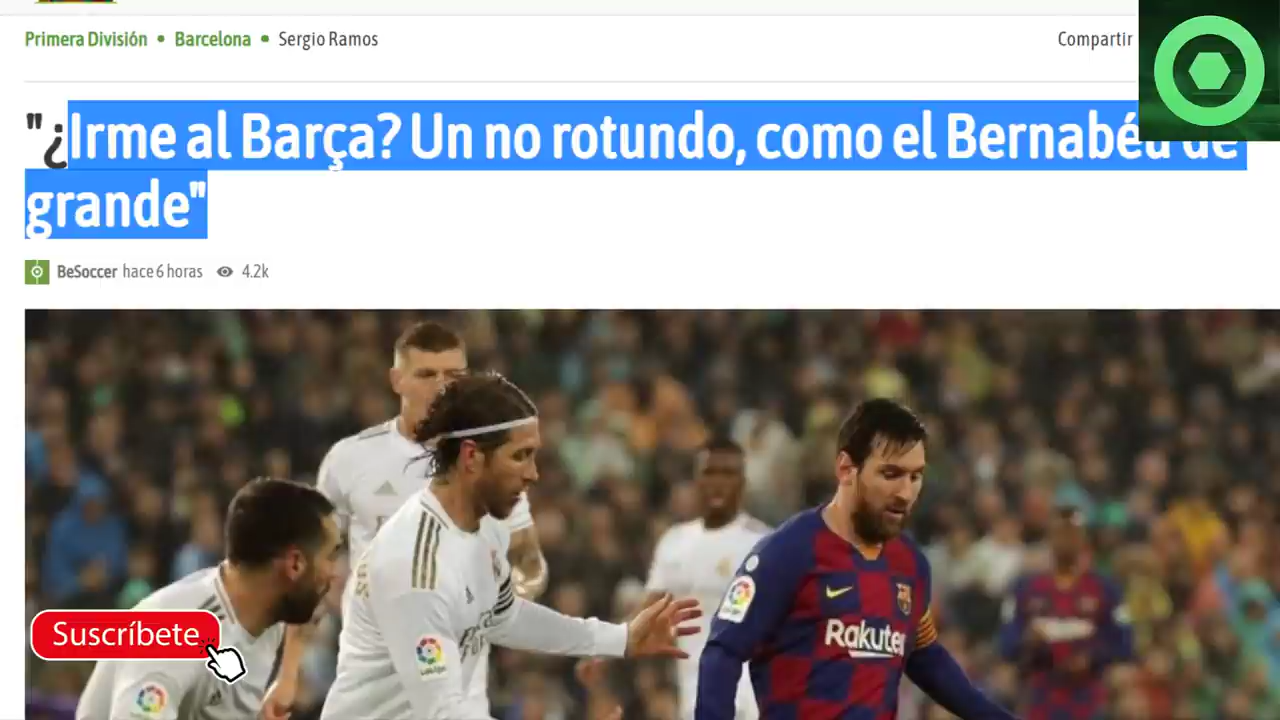 Primera División • Barcelona • Sergio Ramos
Compartir
"¿Irme al Barça? Un no rotundo, como el Bernabéu de
grande"
BeSoccer hace 6 horas 4.2k
Rakuten
Suscríbete